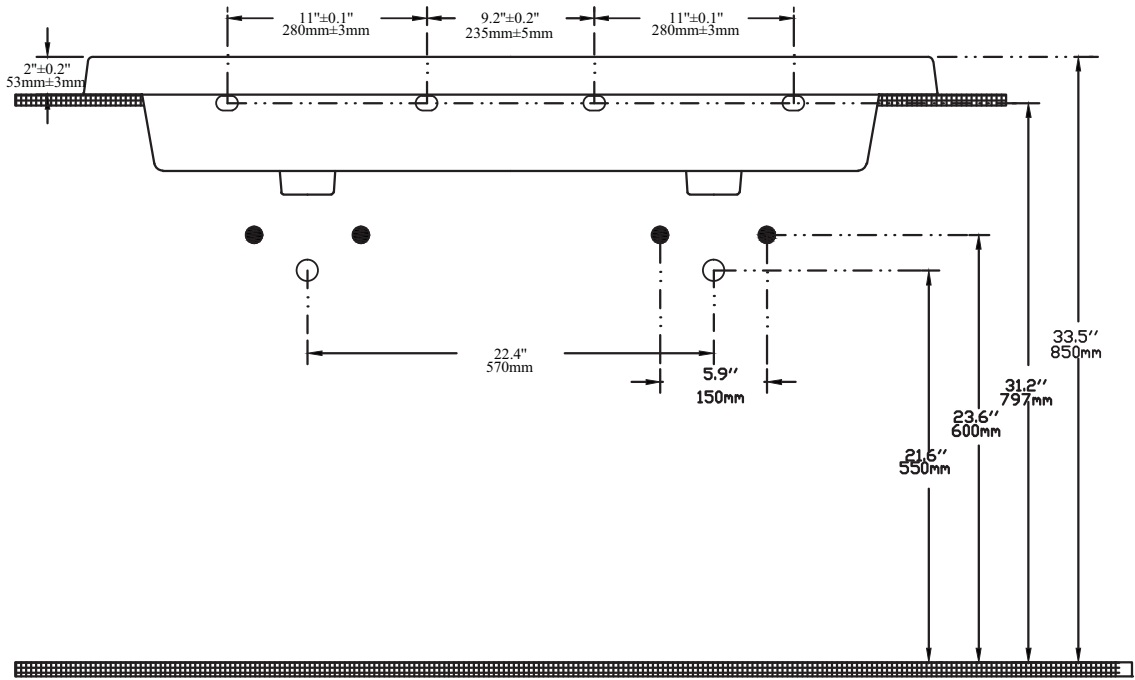 11"±0.1"
280mm±3mm
9.2"±0.2"
235mm±5mm
11"±0.1"
280mm±3mm
2"±0.2"
53mm±3mm
22.4"
570mm
5.9''
150mm
33.5''
850mm
31.2''
797mm
23.6''
600mm
21.6''
550mm